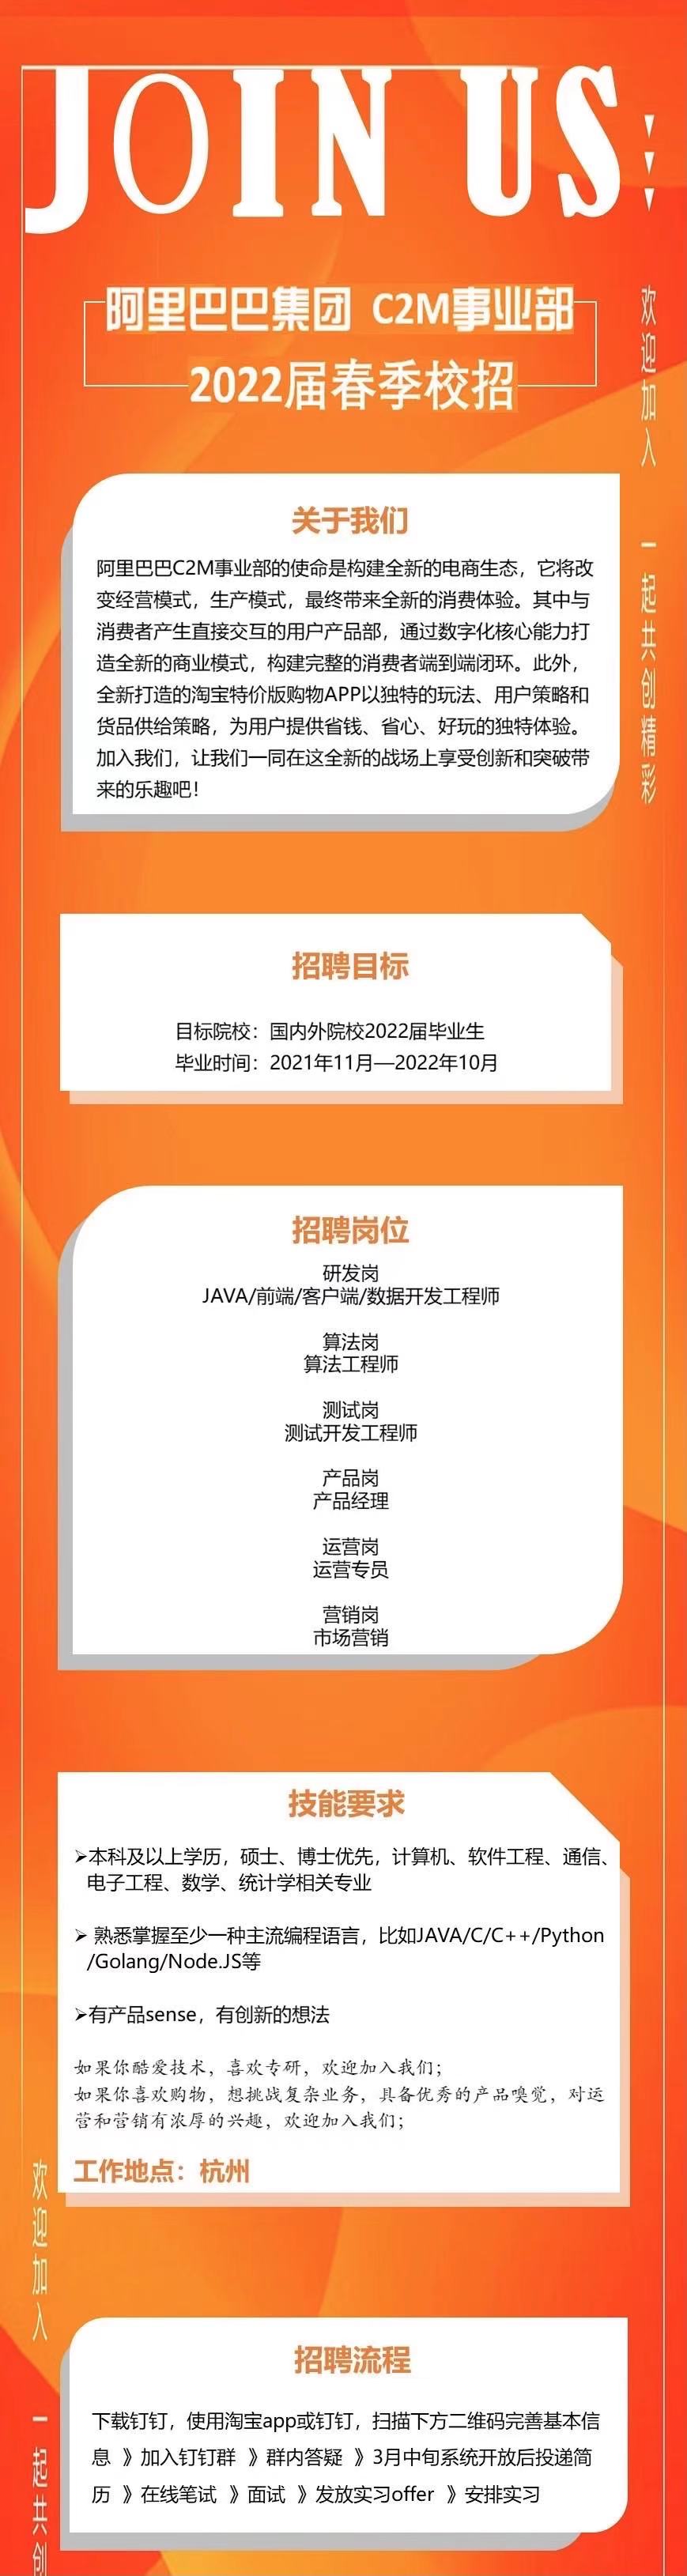 JOIN US
阿里巴巴集团 C2M事业部
2022届春季校招
欢迎加入 一起共创精彩
关于我们
阿里巴巴C2M事业部的使命是构建全新的电商生态，它将改
变经营模式，生产模式，最终带来全新的消费体验。其中与
消费者产生直接交互的用户产品部，通过数字化核心能力打
造全新的商业模式，构建完整的消费者端到端闭环。此外，
全新打造的淘宝特价版购物APP以独特的玩法、用户策略和
货品供给策略，为用户提供省钱、省心、好玩的独特体验。
加入我们，让我们一同在这全新的战场上享受创新和突破带
来的乐趣吧！
招聘目标
目标院校：国内外院校2022届毕业生
毕业时间：2021年11月—2022年10月
招聘岗位
研发岗
JAVA/前端/客户端/数据开发工程师
算法岗
算法工程师
测试岗
测试开发工程师
产品岗
产品经理
运营岗
运营专员
营销岗
市场营销
技能要求
➢本科及以上学历，硕士、博士优先，计算机、软件工程、通信、
电子工程、数学、统计学相关专业
➢ 熟悉掌握至少一种主流编程语言，比如JAVA/C/C++/Python
/Golang/Node.JS等
➢有产品sense，有创新的想法
如果你酷爱技术，喜欢专研，欢迎加入我们；
如果你喜欢购物，想挑战复杂业务，具备优秀的产品嗅觉，对运
营和营销有浓厚的兴趣，欢迎加入我们；
工作地点：杭州
欢迎加入 一起共创
招聘流程
下载钉钉，使用淘宝app或钉钉，扫描下方二维码完善基本信
息 》加入钉钉群 》群内答疑 》3月中旬系统开放后投递简
历 》在线笔试 》面试 》发放实习offer 》安排实习